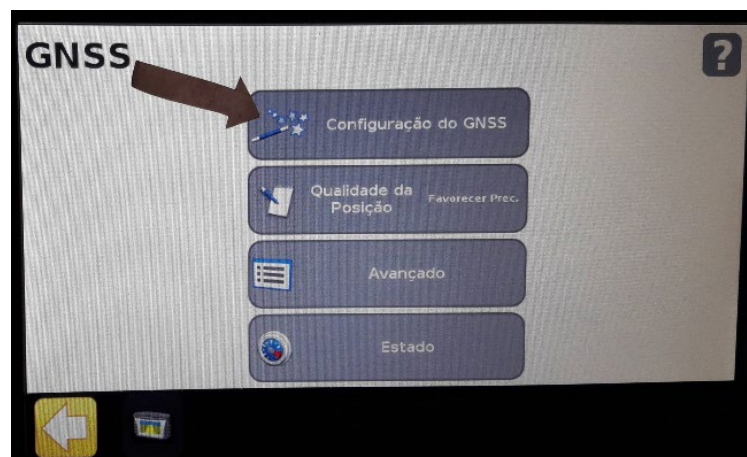 GNSS
?
Configuração do GNSS
Qualidade da
Posição
Favorecer Prec.
Avançado
Estado